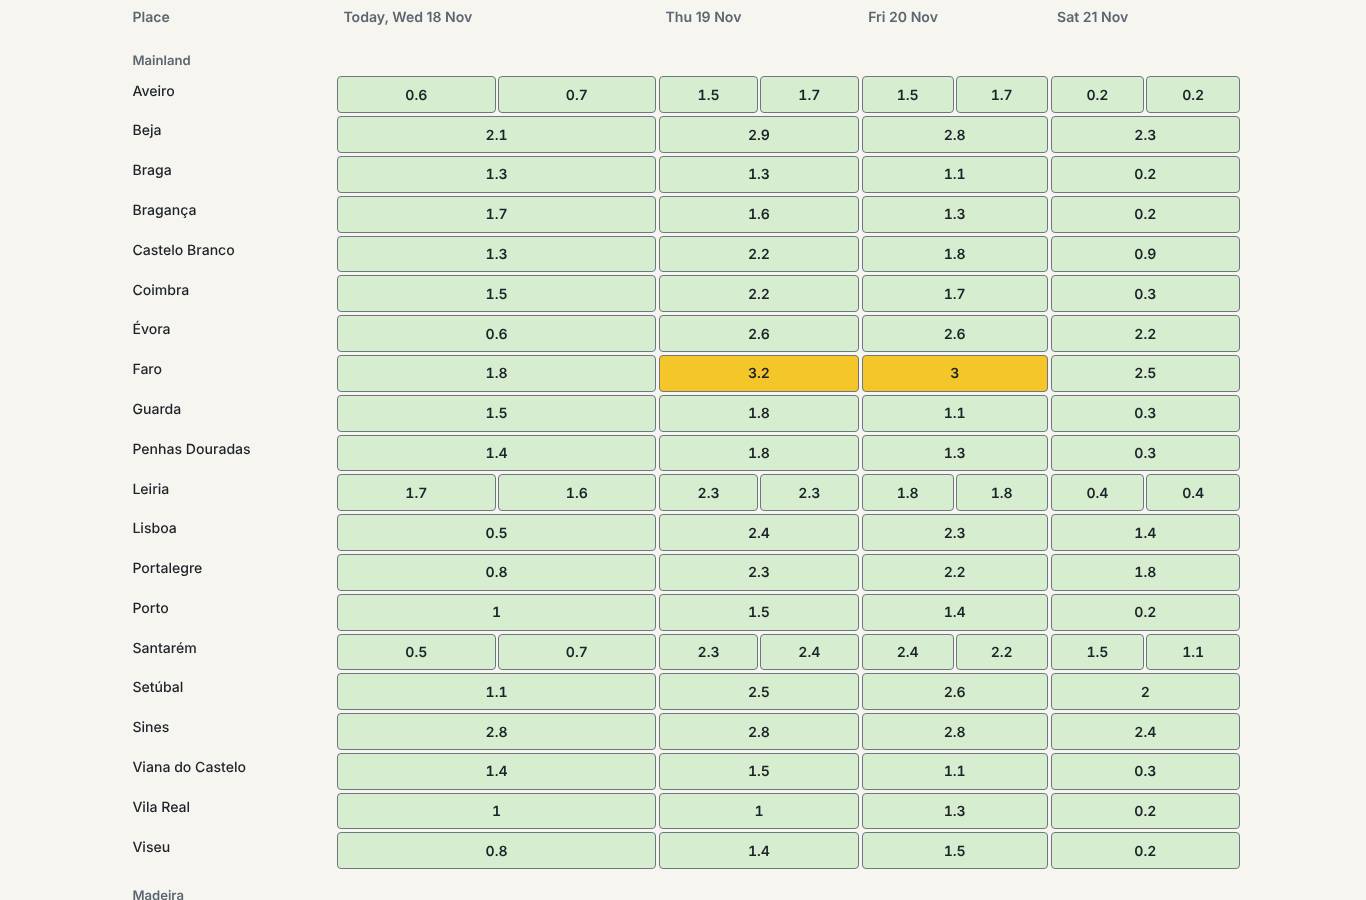 Place Today, Wed 18 Nov Thu 19 Nov Fri 20 Nov Sat 21 Nov
Mainland
Aveiro 0.6 0.7 1.5 1.7 1.5 1.7 0.2 0.2
Beja 2.1 2.9 2.8 2.3
Braga 1.3 1.3 1.1 0.2
Bragança 1.7 1.6 1.3 0.2
Castelo Branco 1.3 2.2 1.8 0.9
Coimbra 1.5 2.2 1.7 0.3
Évora 0.6 2.6 2.6 2.2
Faro 1.8 3.2 3 2.5
Guarda 1.5 1.8 1.1 0.3
Penhas Douradas 1.4 1.8 1.3 0.3
Leiria 1.7 1.6 2.3 2.3 1.8 1.8 0.4 0.4
Lisboa 0.5 2.4 2.3 1.4
Portalegre 0.8 2.3 2.2 1.8
Porto 1 1.5 1.4 0.2
Santarém 0.5 0.7 2.3 2.4 2.4 2.2 1.5 1.1
Setúbal 1.1 2.5 2.6 2
Sines 2.8 2.8 2.8 2.4
Viana do Castelo 1.4 1.5 1.1 0.3
Vila Real 1 1 1.3 0.2
Viseu 0.8 1.4 1.5 0.2
Madeira